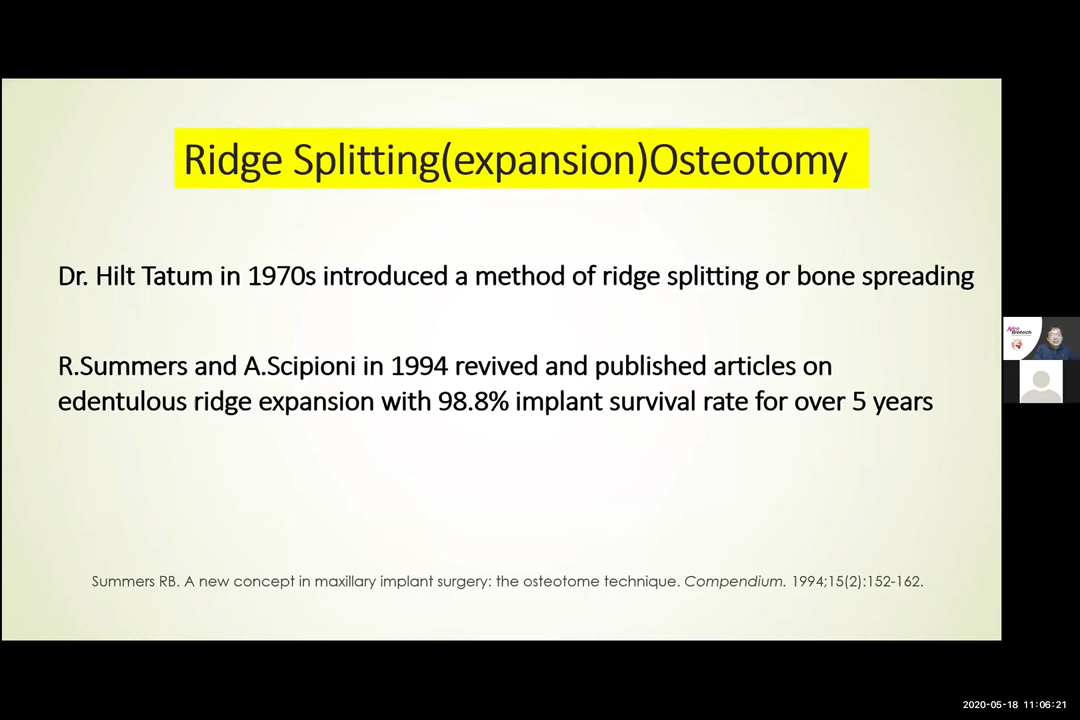 Ridge Splitting(expansion)Osteotomy
Dr. Hilt Tatum in 1970s introduced a method of ridge splitting or bone spreading
R.Summers and A.Scipioni in 1994 revived and published articles on
edentulous ridge expansion with 98.8% implant survival rate for over 5 years
Summers RB. A new concept in maxillary implant surgery: the osteotome technique. Compendium. 1994;15(2):152-162.
Biotech
2020-05-18 11:06:21